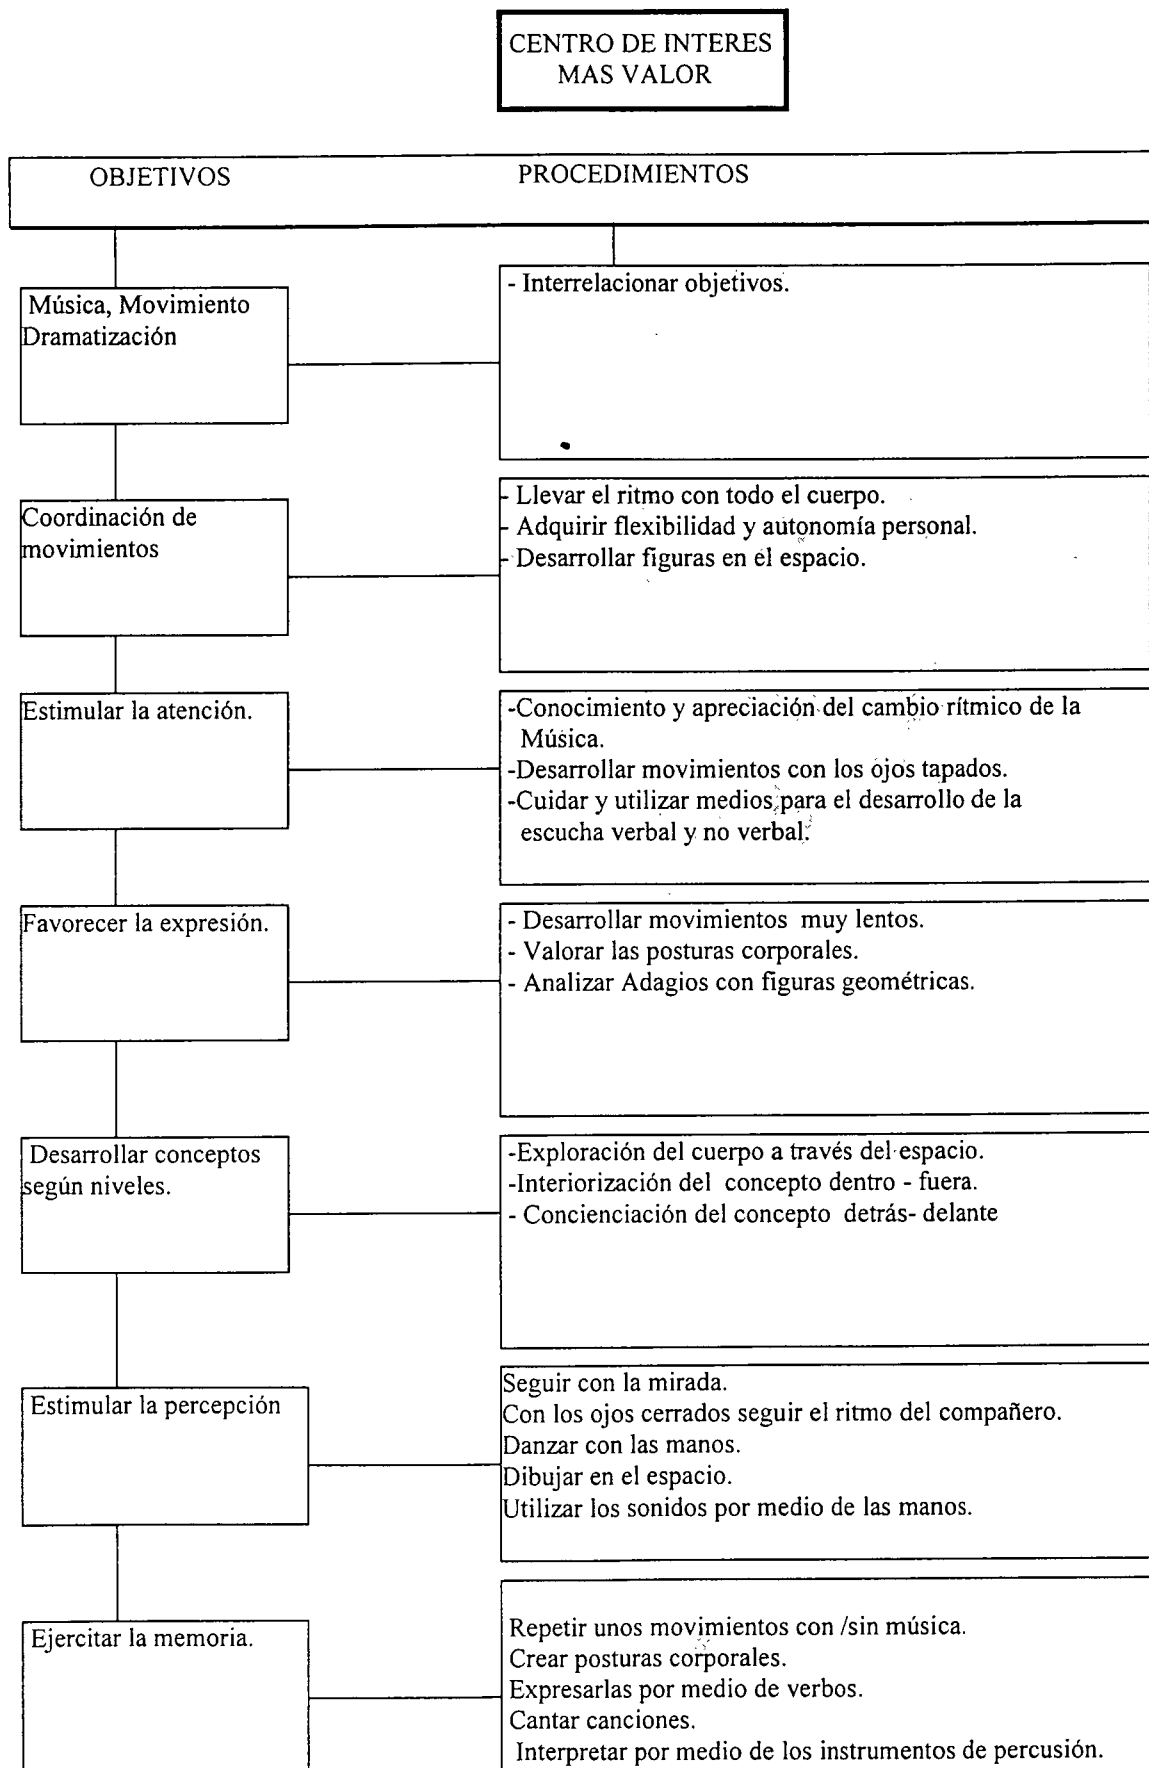 CENTRO DE INTERES
MAS VALOR
OBJETIVOS PROCEDIMIENTOS
Música, Movimiento
Dramatización
- Interrelacionar objetivos.
Coordinación de
movimientos
- Llevar el ritmo con todo el cuerpo.
- Adquirir flexibilidad y autonomía personal.
- Desarrollar figuras en el espacio.
Estimular la atención.
-Conocimiento y apreciación del cambio rítmico de la
Música.
-Desarrollar movimientos con los ojos tapados.
-Cuidar y utilizar medios para el desarrollo de la
escucha verbal y no verbal.
Favorecer la expresión.
- Desarrollar movimientos muy lentos.
- Valorar las posturas corporales.
- Analizar Adagios con figuras geométricas.
Desarrollar conceptos
según niveles.
-Exploración del cuerpo a través del espacio.
-Interiorización del concepto dentro - fuera.
- Concienciación del concepto detrás- delante
Estimular la percepción
Seguir con la mirada.
Con los ojos cerrados seguir el ritmo del compañero.
Danzar con las manos.
Dibujar en el espacio.
Utilizar los sonidos por medio de las manos.
Ejercitar la memoria.
Repetir unos movimientos con /sin música.
Crear posturas corporales.
Expresarlas por medio de verbos.
Cantar canciones.
Interpretar por medio de los instrumentos de percusión.